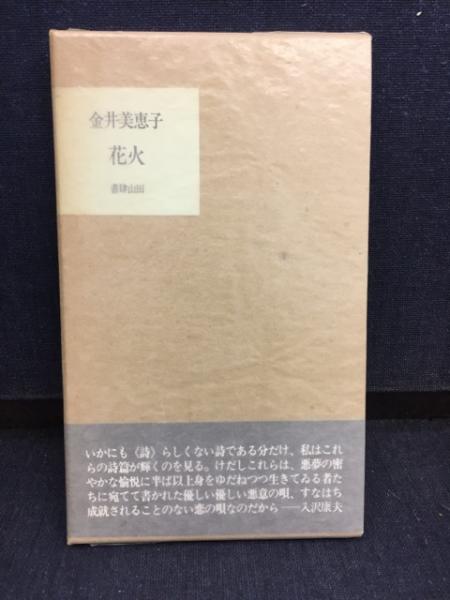 金井美恵子
花火
書肆山田
いかにも《詩》らしくない詩である分だけ、私はこれ
らの詩篇が輝くのを見る。けだしこれらは、悪夢の密
やかな愉悦に半ば以上身をゆだねつつ生きてゐる者た
ちに宛てて書かれた優しい優しい悪意の唄、すなはち
成就されることのない恋の唄なのだから——入沢康夫